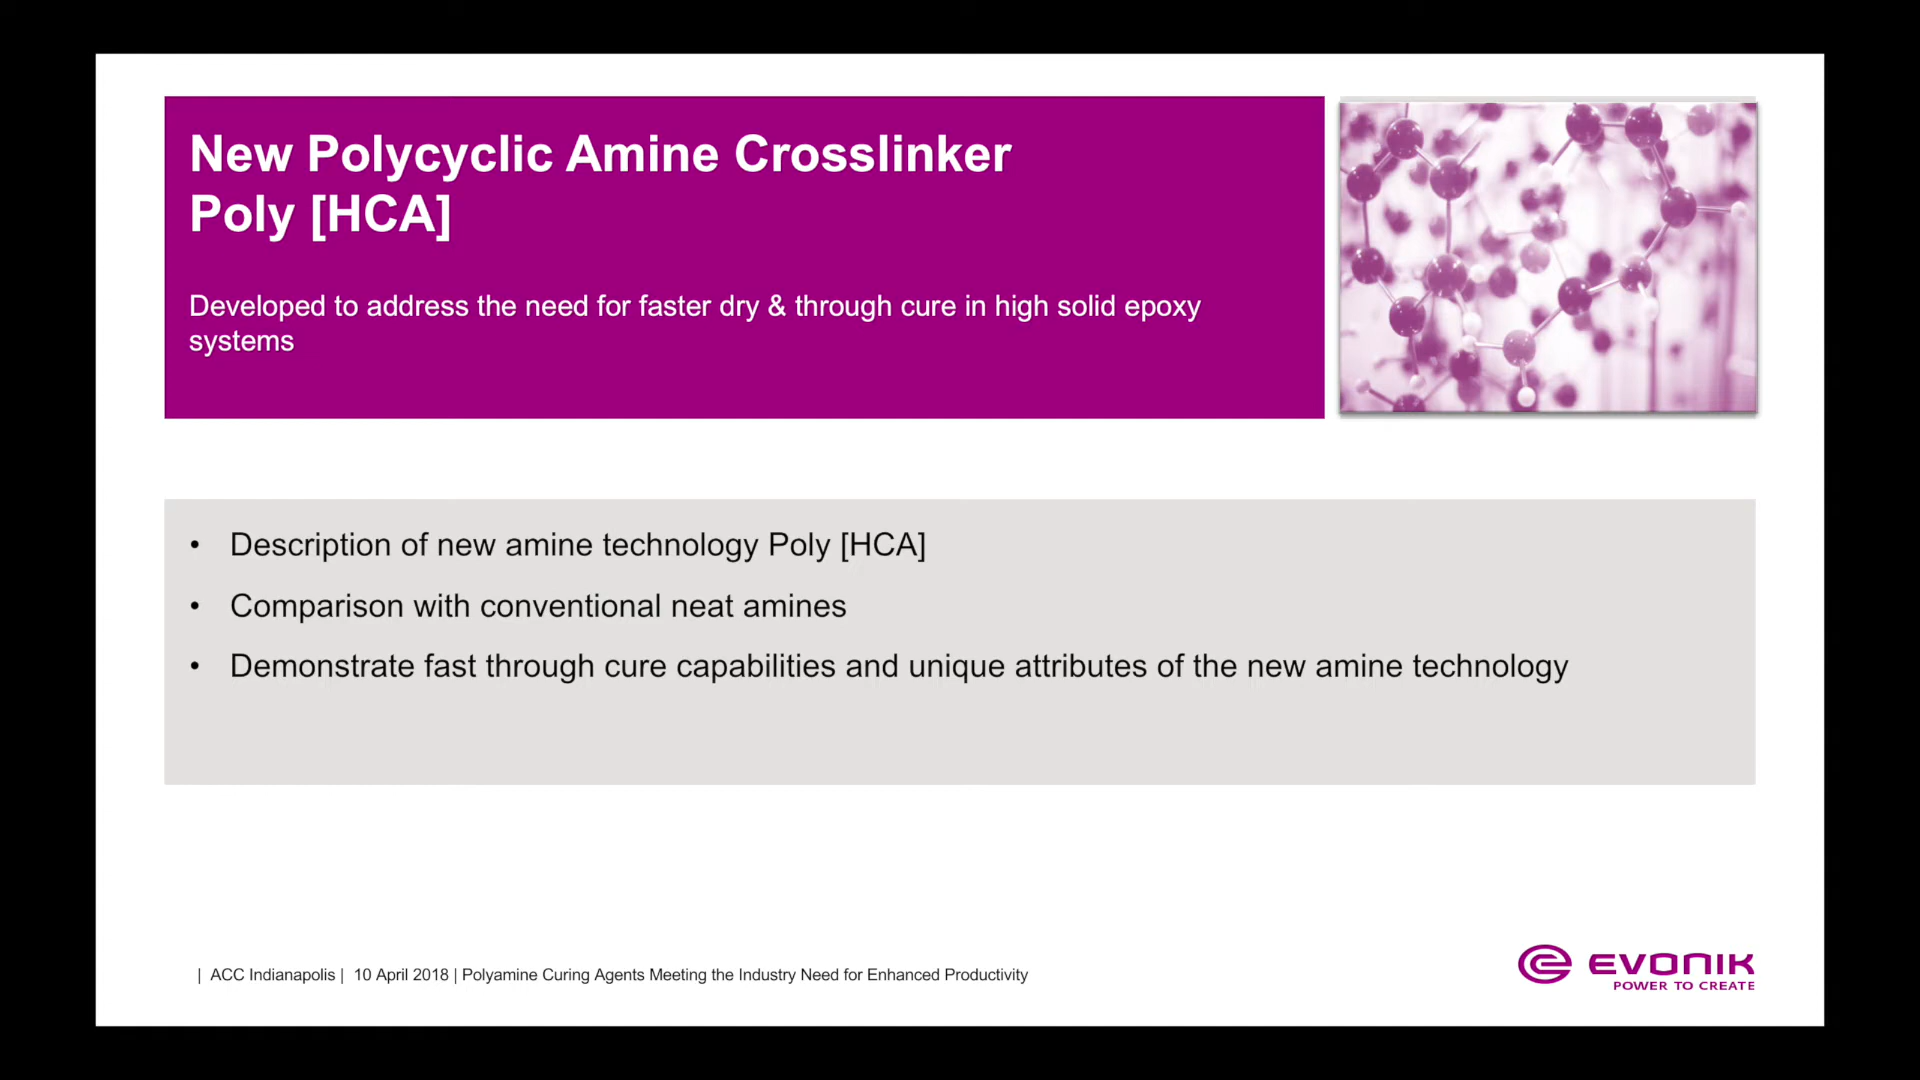 New Polycyclic Amine Crosslinker
Poly [HCA]
Developed to address the need for faster dry & through cure in high solid epoxy
systems
• Description of new amine technology Poly [HCA]
• Comparison with conventional neat amines
• Demonstrate fast through cure capabilities and unique attributes of the new amine technology
| ACC Indianapolis | 10 April 2018 | Polyamine Curing Agents Meeting the Industry Need for Enhanced Productivity
EVONIK
POWER TO CREATE